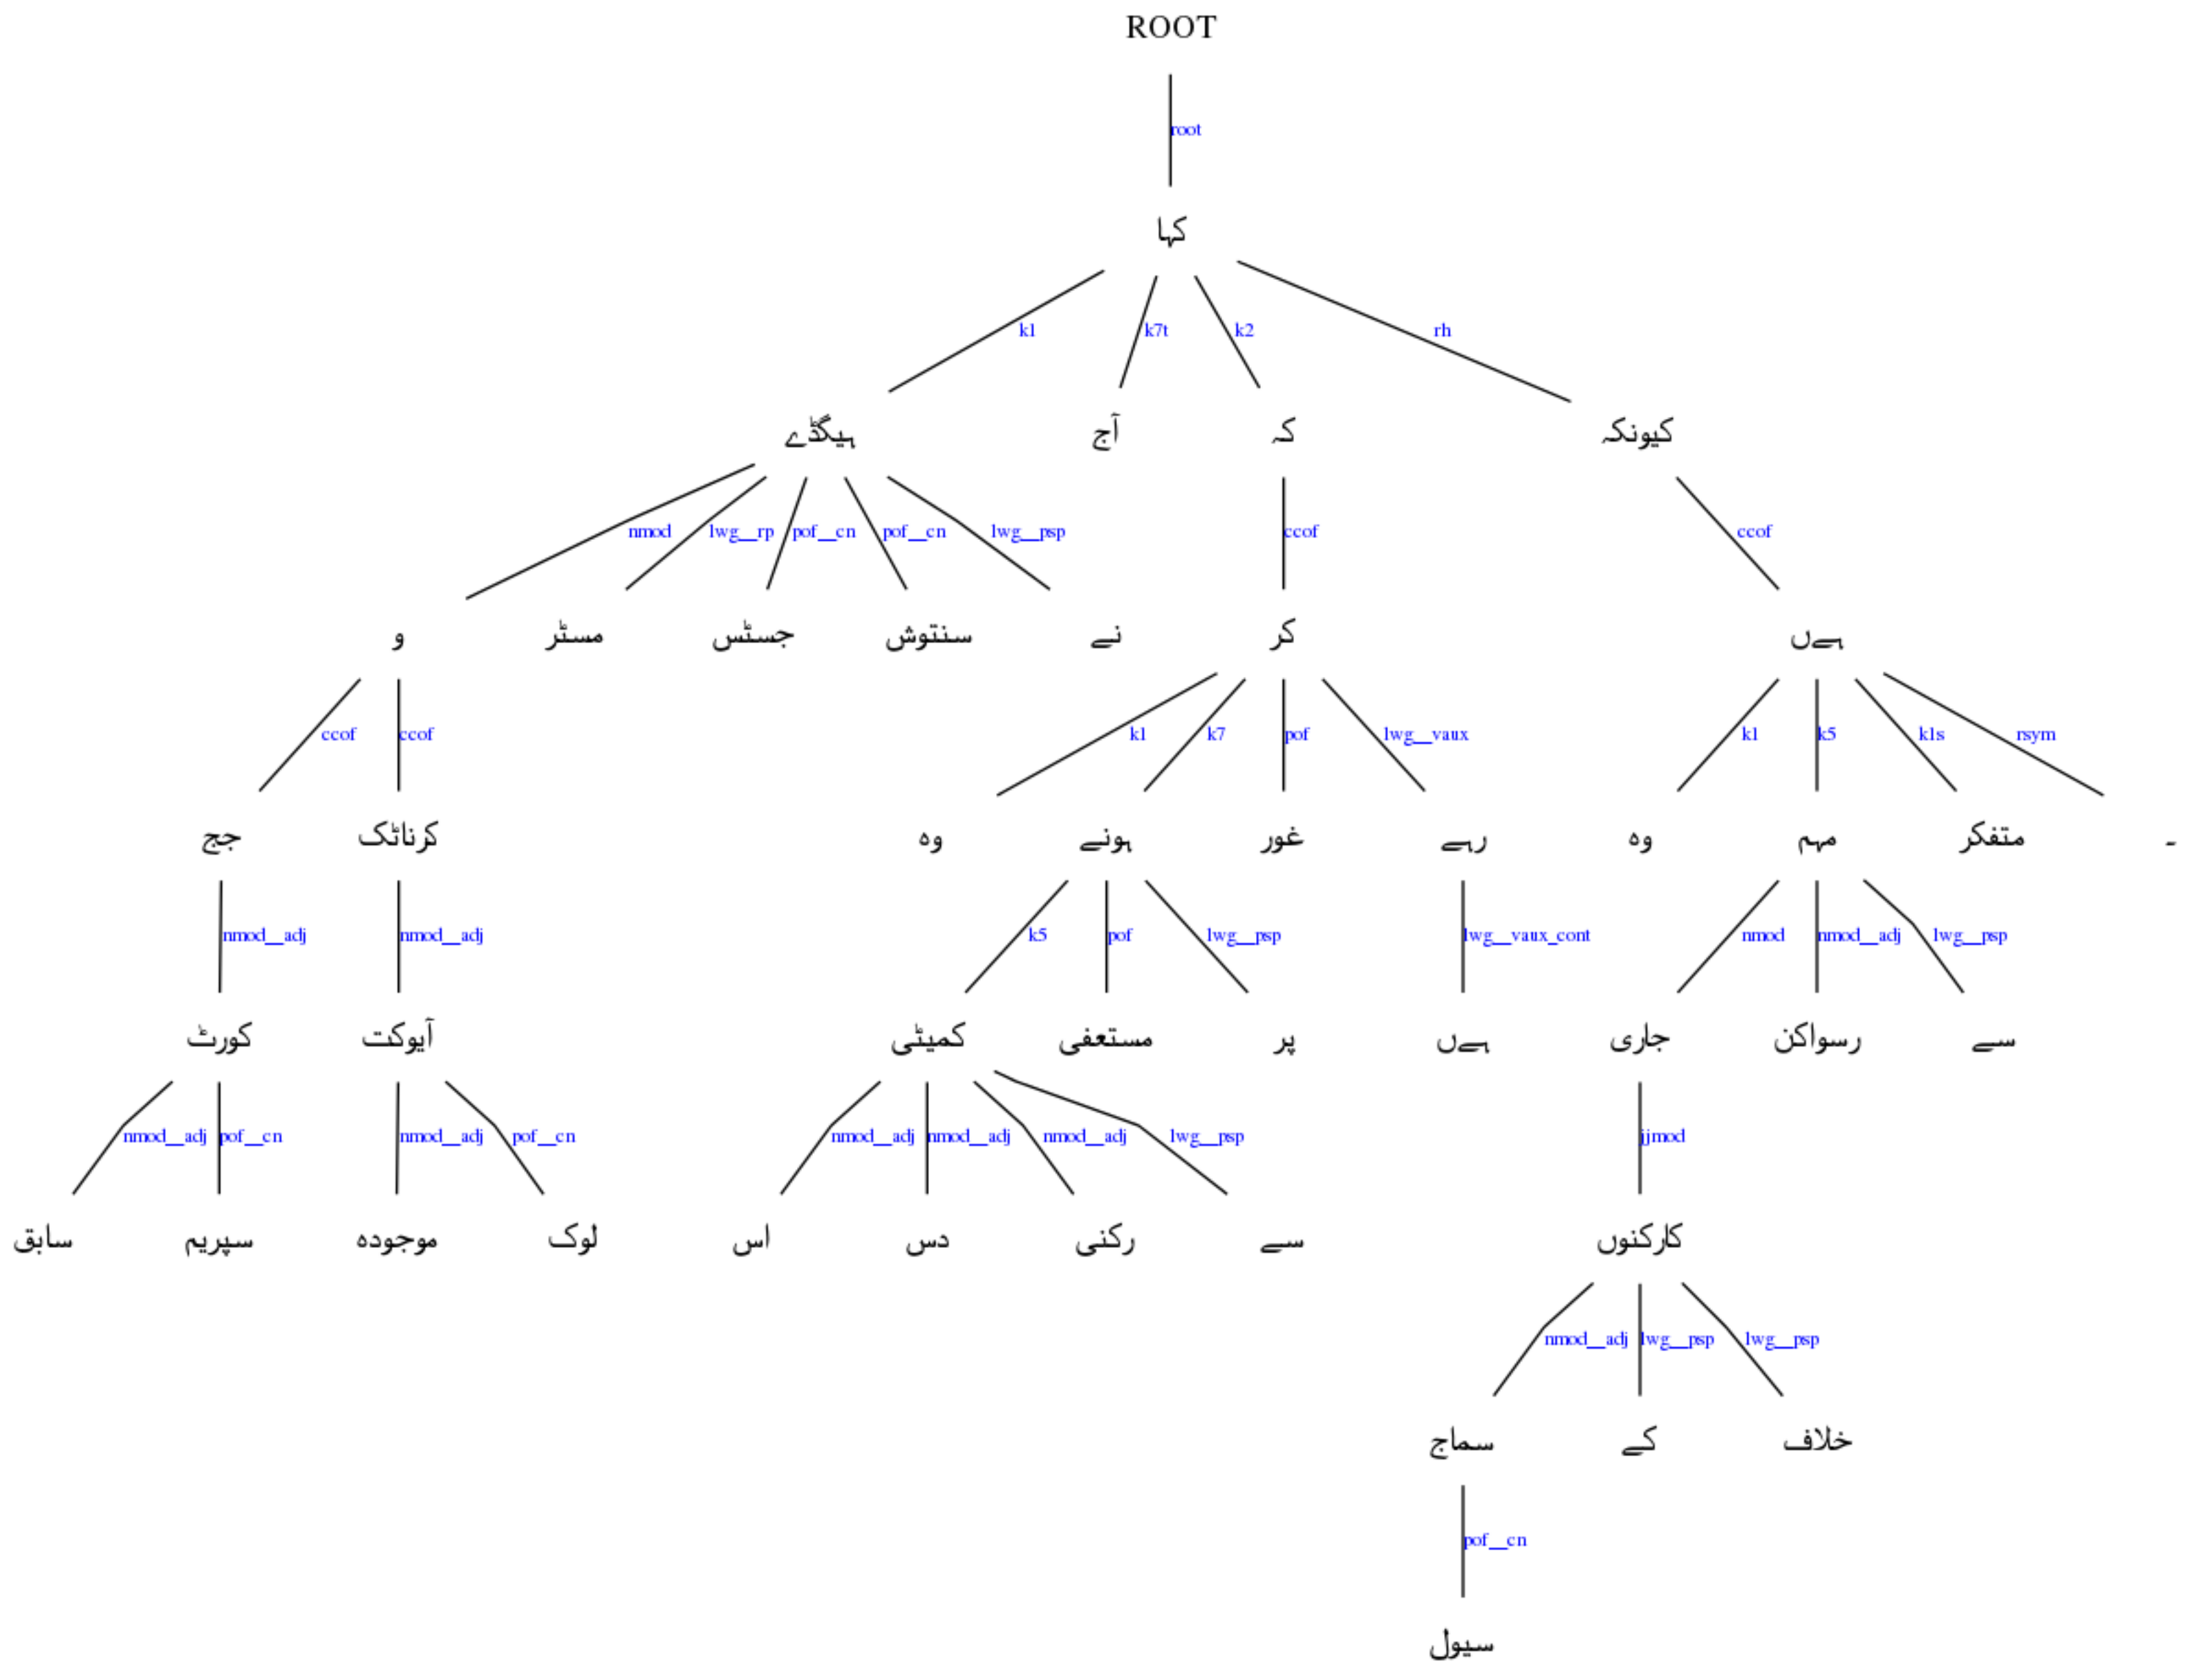 ROOT
root
کہا
k1 k7t k2 rh
ہیگڈے آج کہ کیونکہ
nmod lwg__rp pof__cn pof__cn lwg__psp ccof ccof
و مسٹر جسٹس سنتوش نے کر ہےں
ccof ccof k1 k7 pof lwg__vaux k1 k5 k1s rsym
جج کرناٹک وہ ہونے غور رہے وہ مہم متفکر ۔
nmod__adj nmod__adj k5 pof lwg__psp lwg__vaux_cont nmod nmod__adj lwg__psp
کورٹ آیوکت کمیٹی مستعفی پر ہےں جاری رسواکن سے
nmod__adj pof__cn nmod__adj pof__cn nmod__adj nmod__adj nmod__adj lwg__psp jjmod
سابق سپریم موجودہ لوک اس دس رکنی سے کارکنوں
nmod__adj lwg__psp lwg__psp
سماج کے خلاف
pof__cn
سیول